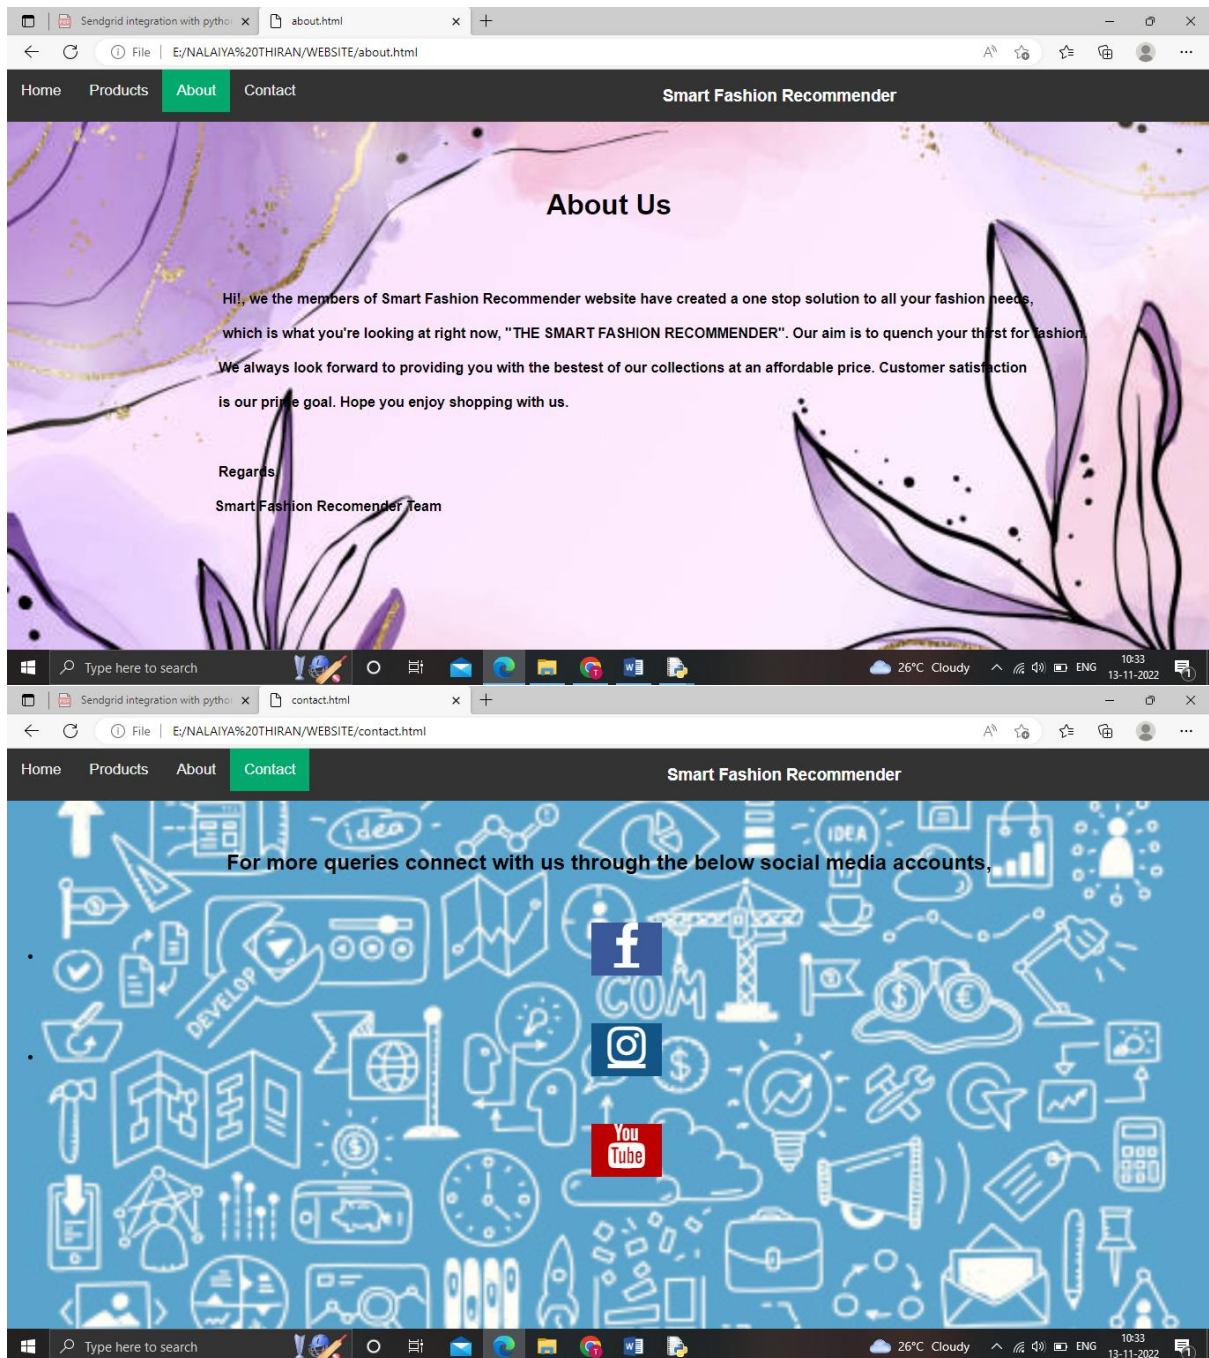 Sendgrid integration with pytho
about.html
File
E:/NALAIYA%20THIRAN/WEBSITE/about.html
Home Products About Contact
Smart Fashion Recommender
About Us
Hi!, we the members of Smart Fashion Recommender website have created a one stop solution to all your fashion needs,
which is what you're looking at right now, "THE SMART FASHION RECOMMENDER". Our aim is to quench your thirst for fashion.
We always look forward to providing you with the bestest of our collections at an affordable price. Customer satisfaction
is our prime goal. Hope you enjoy shopping with us.
Regards,
Smart Fashion Recomender Team
Type here to search
26°C Cloudy
ENG
10:33
13-11-2022
1
Sendgrid integration with pytho
contact.html
File
E:/NALAIYA%20THIRAN/WEBSITE/contact.html
Home Products About Contact
Smart Fashion Recommender
idea
IDEA
For more queries connect with us through the below social media accounts,
f
DEVELOP
COM
You
Tube
Type here to search
26°C Cloudy
ENG
10:33
13-11-2022
1